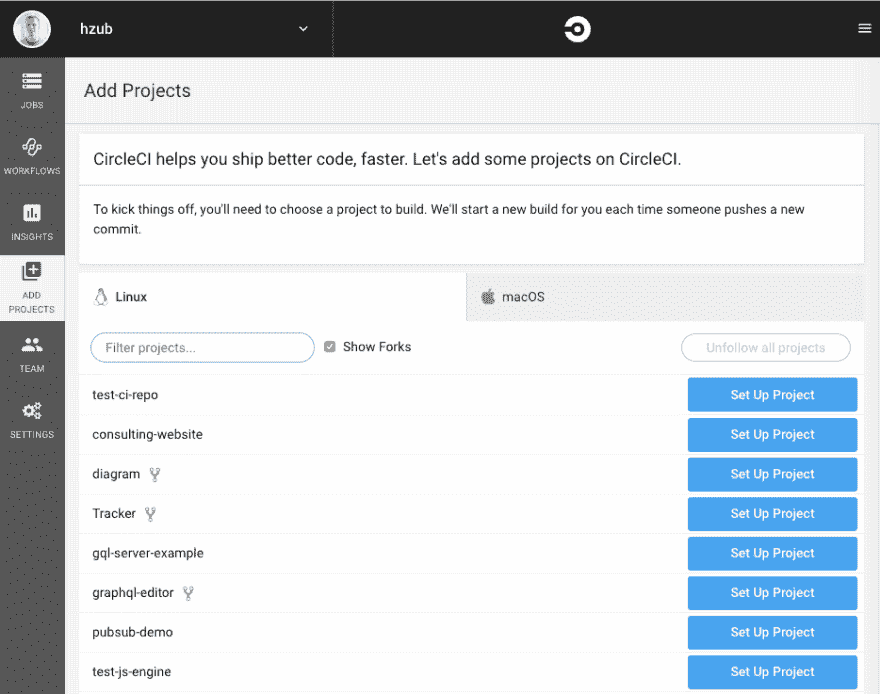 hzub
JOBS
WORKFLOWS
INSIGHTS
ADD
PROJECTS
TEAM
SETTINGS
Add Projects
CircleCI helps you ship better code, faster. Let's add some projects on CircleCI.
To kick things off, you'll need to choose a project to build. We'll start a new build for you each time someone pushes a new
commit.
Linux
macOS
Filter projects...
Show Forks
Unfollow all projects
test-ci-repo
Set Up Project
consulting-website
Set Up Project
diagram
Set Up Project
Tracker
Set Up Project
gql-server-example
Set Up Project
graphql-editor
Set Up Project
pubsub-demo
Set Up Project
test-js-engine
Set Up Project